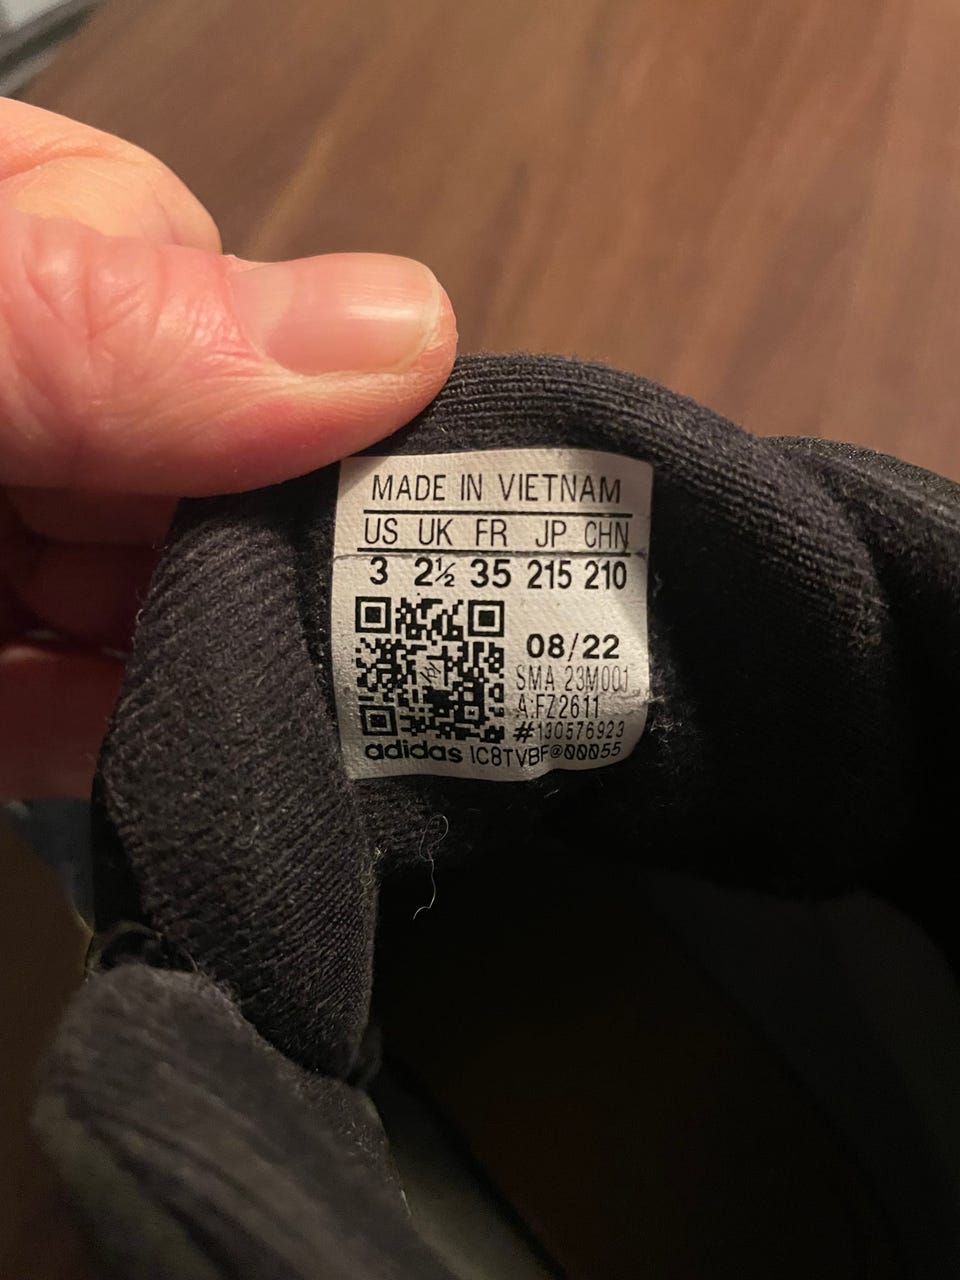 MADE IN VIETNAM
US UK FR JP CHN
3 2½ 35 215 210
08/22
SMA 23M001
A:FZ2611
#130576923
adidas IC8TVBF@00055